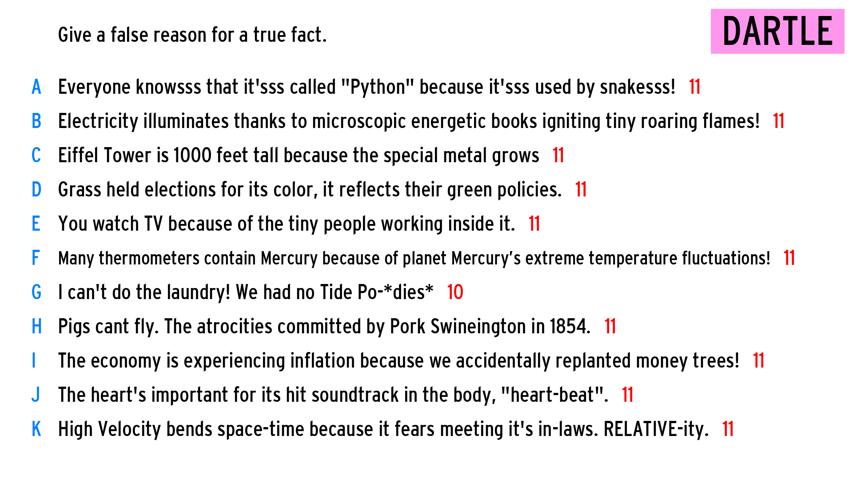 Give a false reason for a true fact.
DARTLE
A Everyone knowsss that it'sss called "Python" because it'sss used by snakesss! 11
B Electricity illuminates thanks to microscopic energetic books igniting tiny roaring flames! 11
C Eiffel Tower is 1000 feet tall because the special metal grows 11
D Grass held elections for its color, it reflects their green policies. 11
E You watch TV because of the tiny people working inside it. 11
F Many thermometers contain Mercury because of planet Mercury's extreme temperature fluctuations! 11
G I can't do the laundry! We had no Tide Po-*dies* 10
H Pigs cant fly. The atrocities committed by Pork Swineington in 1854. 11
I The economy is experiencing inflation because we accidentally replanted money trees! 11
J The heart's important for its hit soundtrack in the body, "heart-beat". 11
K High Velocity bends space-time because it fears meeting it's in-laws. RELATIVE-ity. 11